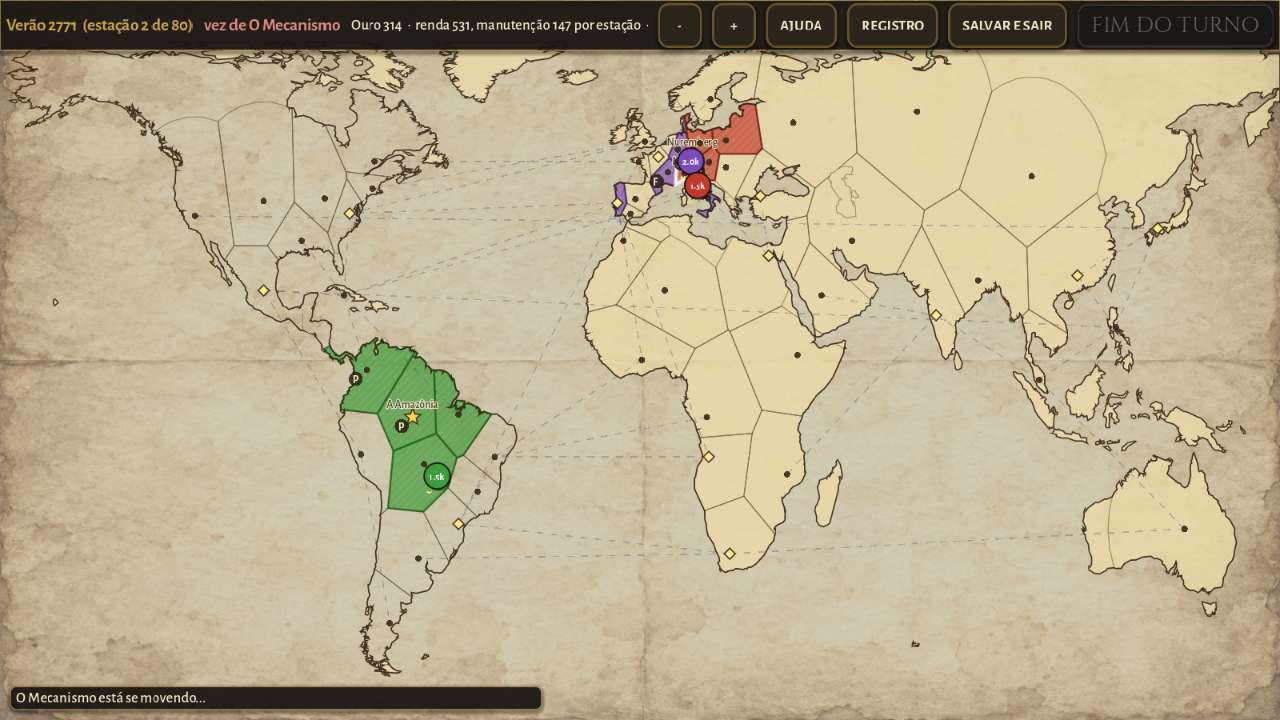 Verão 2771 (estação 2 de 80) vez de O Mecanismo Ouro 314 · renda 531, manutenção 147 por estação ·
- + AJUDA REGISTRO SALVAR E SAIR FIM DO TURNO
Nuremberg
2.0k
F
1.5k
P
A Amazônia
P
1.5k
O Mecanismo está se movendo...